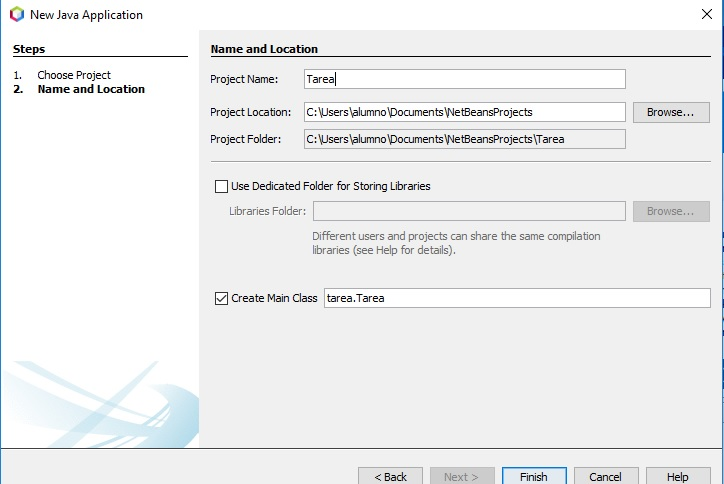 New Java Application
Steps
1. Choose Project
2. Name and Location
Name and Location
Project Name: Tarea
Project Location: C:\Users\alumno\Documents\NetBeansProjects Browse...
Project Folder: C:\Users\alumno\Documents\NetBeansProjects\Tarea
Use Dedicated Folder for Storing Libraries
Libraries Folder: Browse...
Different users and projects can share the same compilation
libraries (see Help for details).
Create Main Class tarea.Tarea
< Back Next > Finish Cancel Help